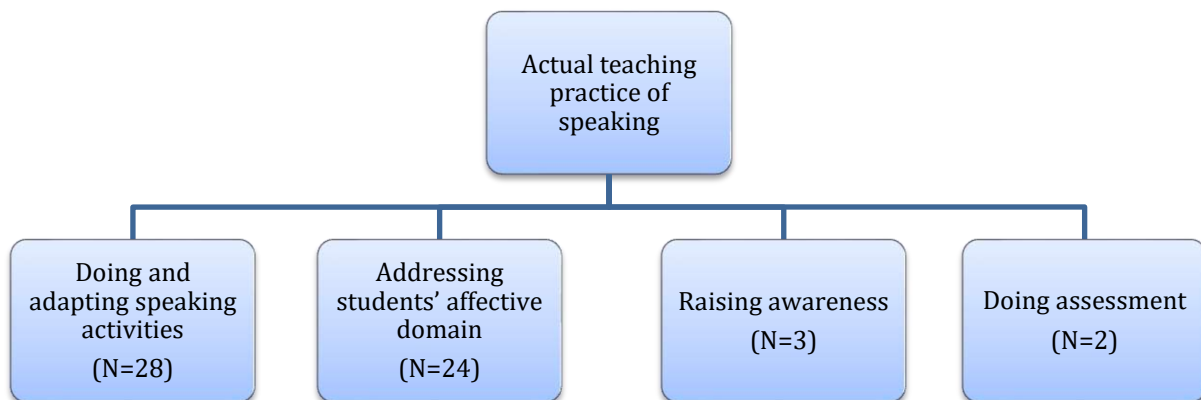 Actual teaching
practice of
speaking
Doing and
adapting speaking
activities
(N=28)
Addressing
students’ affective
domain
(N=24)
Raising awareness
(N=3)
Doing assessment
(N=2)